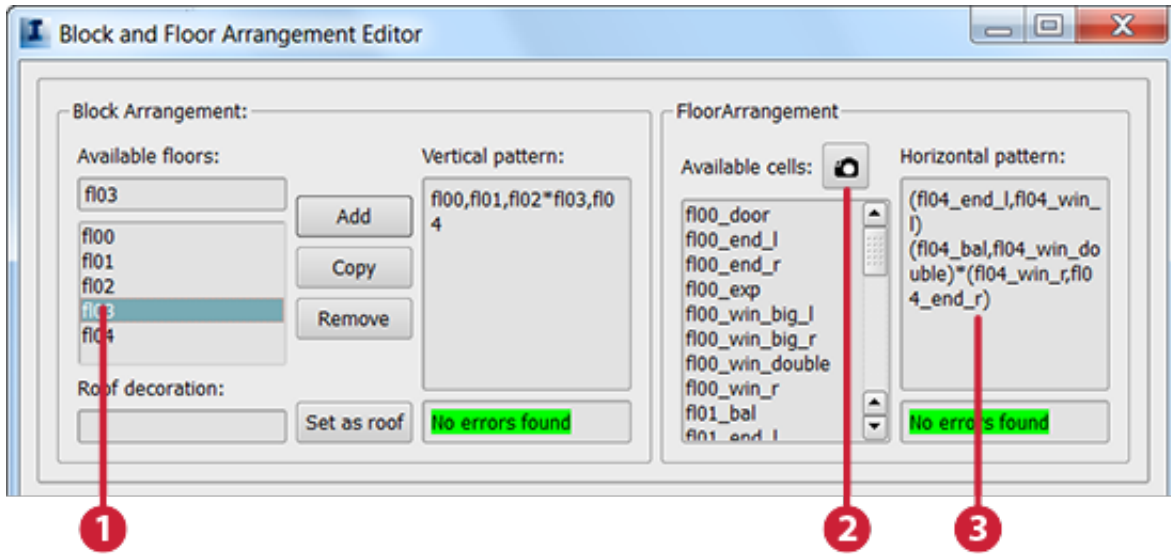 Block and Floor Arrangement Editor
Block Arrangement:
Available floors:
fl03
fl00
fl01
fl02
fl03
fl04
Roof decoration:
Add
Copy
Remove
Set as roof
Vertical pattern:
fl00,fl01,fl02*fl03,fl0
4
No errors found
FloorArrangement
Available cells:
fl00_door
fl00_end_l
fl00_end_r
fl00_exp
fl00_win_big_l
fl00_win_big_r
fl00_win_double
fl00_win_r
fl01_bal
fl01_end_l
Horizontal pattern:
(fl04_end_l,fl04_win_
l)
(fl04_bal,fl04_win_do
uble)*(fl04_win_r,fl0
4_end_r)
No errors found
1
2
3